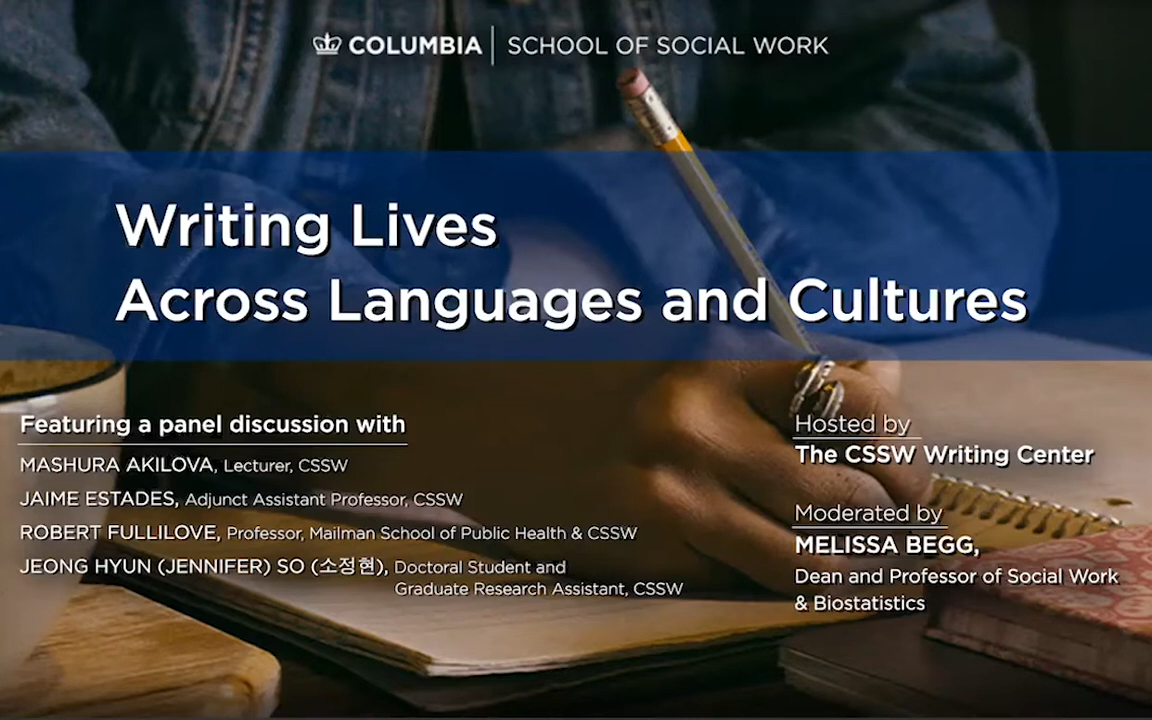 COLUMBIA | SCHOOL OF SOCIAL WORK
Writing Lives
Across Languages and Cultures
Featuring a panel discussion with
MASHURA AKILOVA, Lecturer, CSSW
JAIME ESTADES, Adjunct Assistant Professor, CSSW
ROBERT FULLILOVE, Professor, Mailman School of Public Health & CSSW
JEONG HYUN (JENNIFER) SO (소정현), Doctoral Student and
Graduate Research Assistant, CSSW
Hosted by
The CSSW Writing Center
Moderated by
MELISSA BEGG,
Dean and Professor of Social Work
& Biostatistics